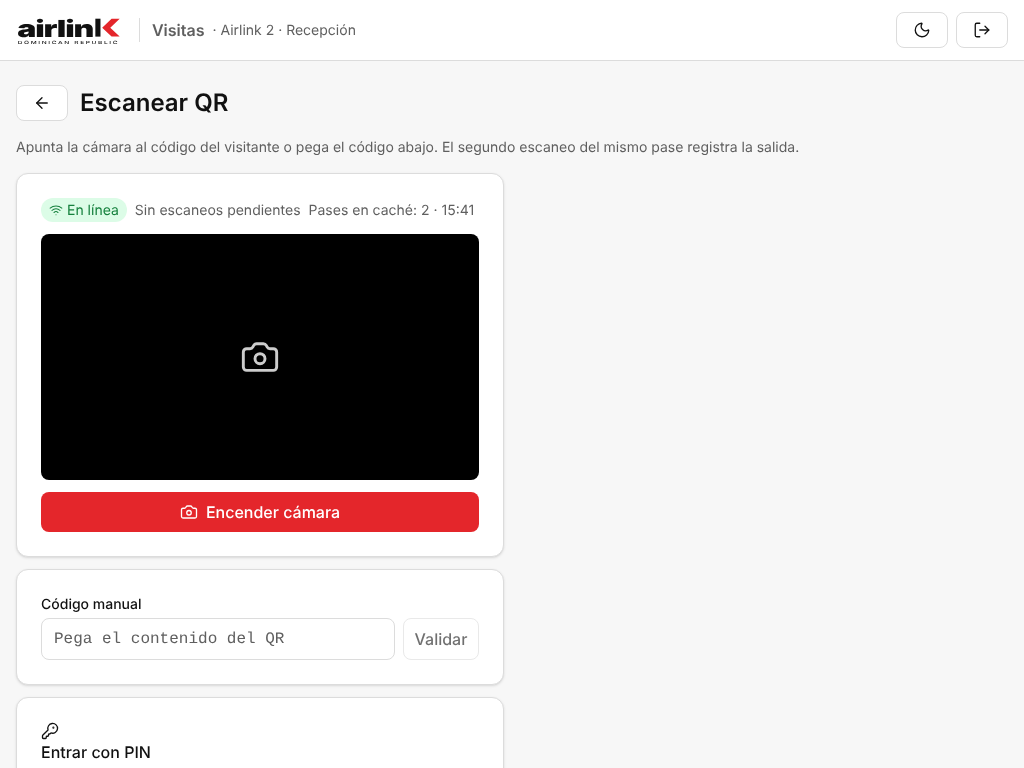 airlink
DOMINICAN REPUBLIC
Visitas · Airlink 2 · Recepción
Escanear QR
Apunta la cámara al código del visitante o pega el código abajo. El segundo escaneo del mismo pase registra la salida.
En línea Sin escaneos pendientes Pases en caché: 2 · 15:41
Encender cámara
Código manual
Pega el contenido del QR Validar
Entrar con PIN